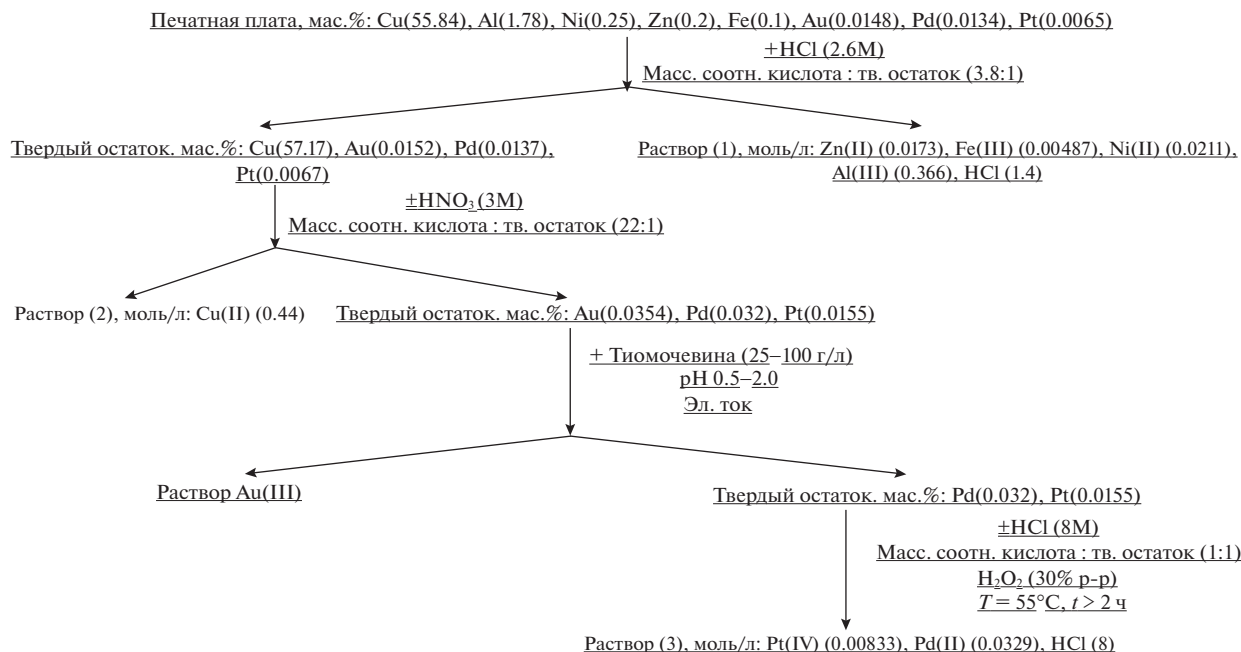 Печатная плата, мас.%: Cu(55.84), Al(1.78), Ni(0.25), Zn(0.2), Fe(0.1), Au(0.0148), Pd(0.0134), Pt(0.0065)
+HCl (2.6M)
Масс. соотн. кислота : тв. остаток (3.8:1)
Твердый остаток. мас.%: Cu(57.17), Au(0.0152), Pd(0.0137),
Pt(0.0067)
Раствор (1), моль/л: Zn(II) (0.0173), Fe(III) (0.00487), Ni(II) (0.0211),
Al(III) (0.366), HCl (1.4)
±HNO₃ (3M)
Масс. соотн. кислота : тв. остаток (22:1)
Раствор (2), моль/л: Cu(II) (0.44)
Твердый остаток. мас.%: Au(0.0354), Pd(0.032), Pt(0.0155)
+ Тиомочевина (25–100 г/л)
pH 0.5–2.0
Эл. ток
Раствор Au(III)
Твердый остаток. мас.%: Pd(0.032), Pt(0.0155)
±HCl (8M)
Масс. соотн. кислота : тв. остаток (1:1)
H₂O₂ (30% р-р)
T = 55°C, t > 2 ч
Раствор (3), моль/л: Pt(IV) (0.00833), Pd(II) (0.0329), HCl (8)